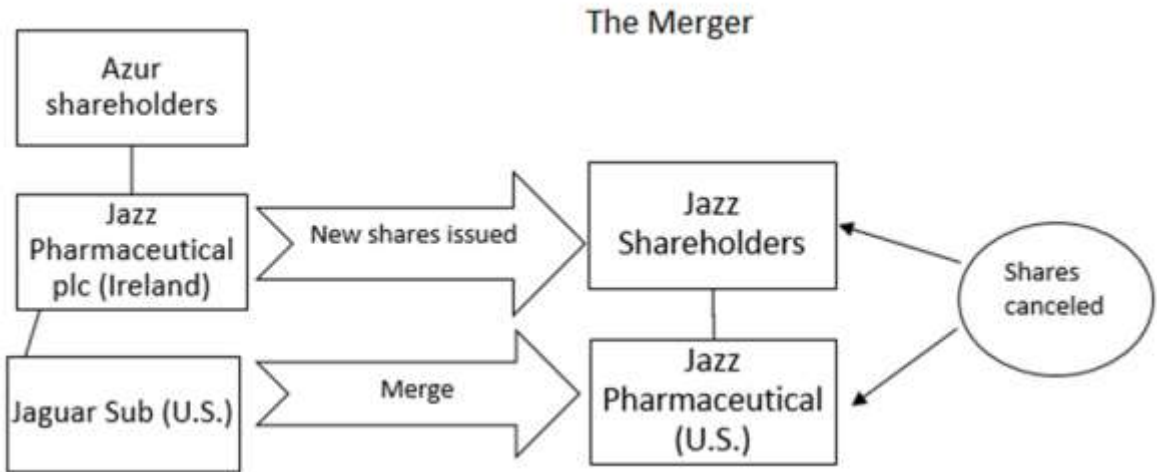 The Merger
Azur
shareholders
Jazz
Pharmaceutical
plc (Ireland)
New shares issued
Jazz
Shareholders
Shares
canceled
Jaguar Sub (U.S.)
Merge
Jazz
Pharmaceutical
(U.S.)